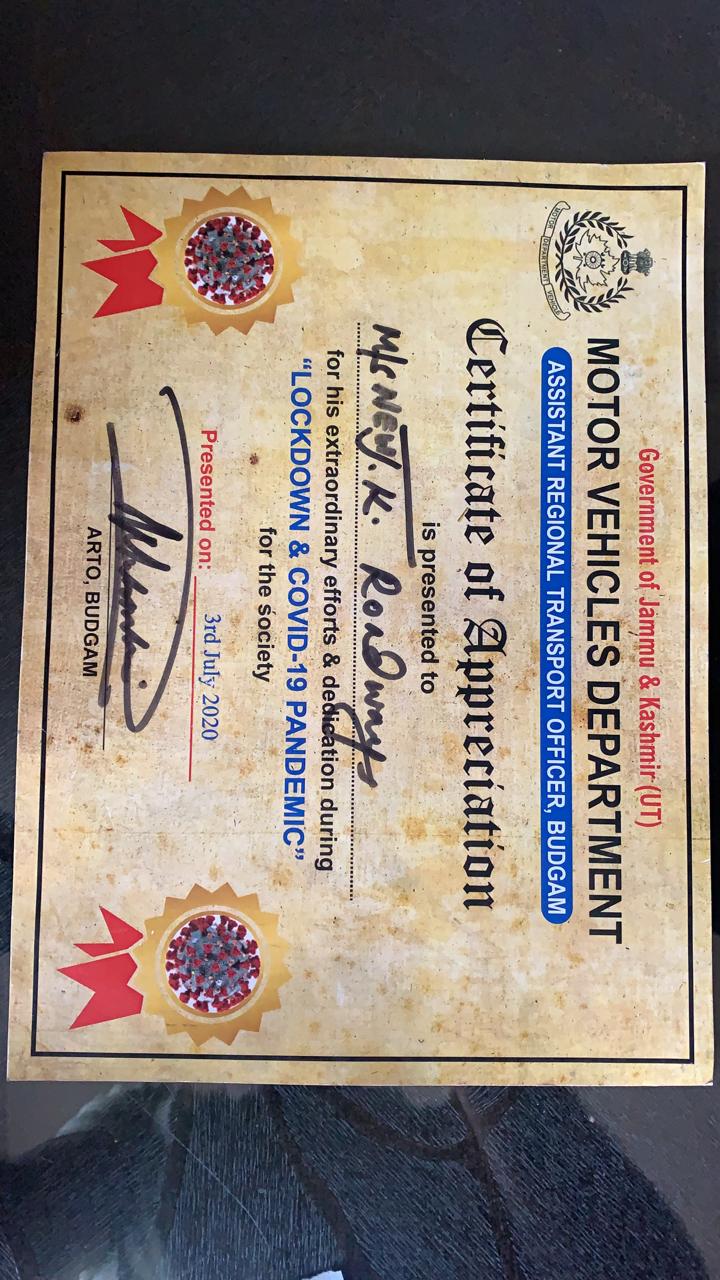 Government of Jammu & Kashmir (UT)
MOTOR VEHICLES DEPARTMENT
ASSISTANT REGIONAL TRANSPORT OFFICER, BUDGAM
MOTOR DEPARTMENT VEHICLE
Certificate of Appreciation
is presented to
M/s NEW. K. Roadways
for his extraordinary efforts & dedication during
“LOCKDOWN & COVID-19 PANDEMIC”
for the society
Presented on: 3rd July 2020
ARTO, BUDGAM